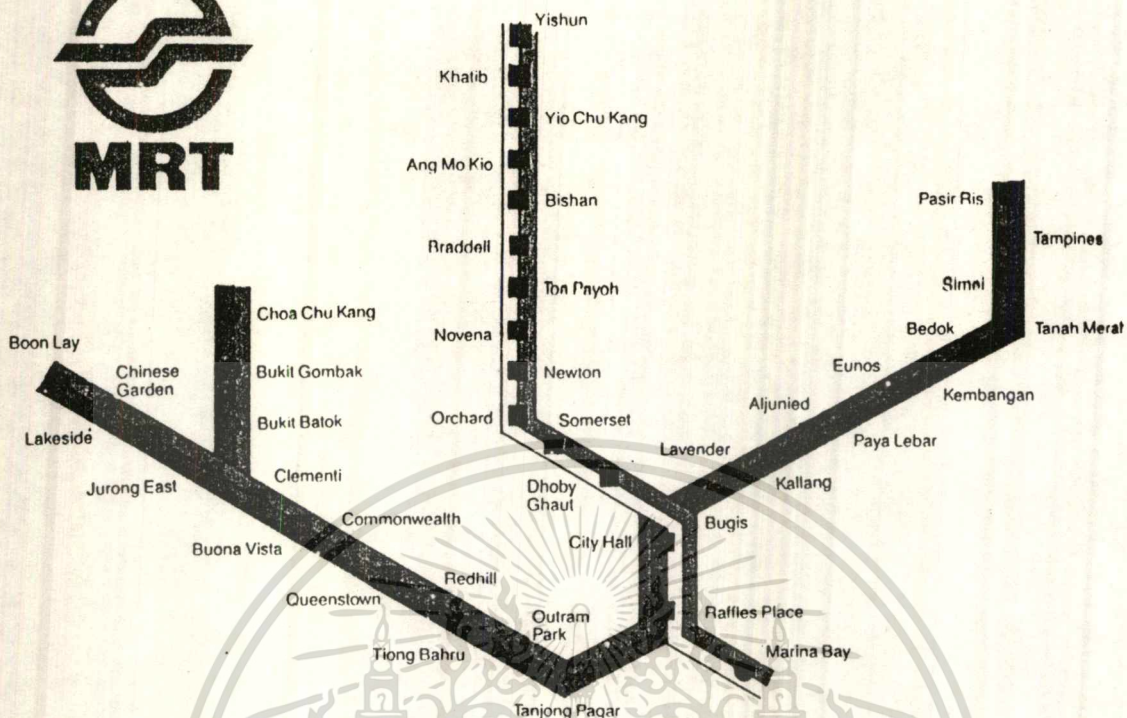 MRT
Yishun
Khatib
Yio Chu Kang
Ang Mo Kio
Bishan
Braddell
Toa Payoh
Novena
Newton
Orchard
Somerset
Dhoby
Ghaut
City Hall
Bugis
Raffles Place
Marina Bay
Pasir Ris
Tampines
Simei
Bedok
Tanah Merah
Eunos
Kembangan
Aljunied
Paya Lebar
Lavender
Kallang
Choa Chu Kang
Bukit Gombak
Bukit Batok
Boon Lay
Chinese
Garden
Lakeside
Jurong East
Clementi
Commonwealth
Buona Vista
Redhill
Queenstown
Outram
Park
Tiong Bahru
Tanjong Pagar